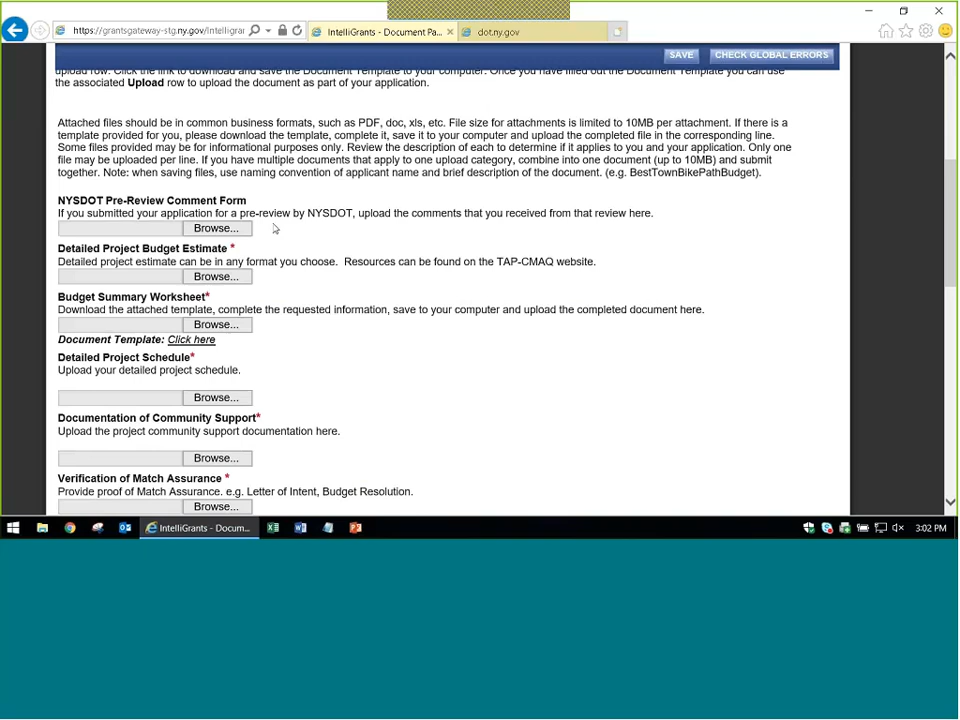 https://grantsgateway-stg.ny.gov/Intelligrar
IntelliGrants - Document Pa...
dot.ny.gov
SAVE
CHECK GLOBAL ERRORS
upload row. Click the link to download and save the Document Template to your computer. Once you have filled out the Document Template you can use
the associated Upload row to upload the document as part of your application.
Attached files should be in common business formats, such as PDF, doc, xls, etc. File size for attachments is limited to 10MB per attachment. If there is a
template provided for you, please download the template, complete it, save it to your computer and upload the completed file in the corresponding line.
Some files provided may be for informational purposes only. Review the description of each to determine if it applies to you and your application. Only one
file may be uploaded per line. If you have multiple documents that apply to one upload category, combine into one document (up to 10MB) and submit
together. Note: when saving files, use naming convention of applicant name and brief description of the document. (e.g. BestTownBikePathBudget).
NYSDOT Pre-Review Comment Form
If you submitted your application for a pre-review by NYSDOT, upload the comments that you received from that review here.
Browse...
Detailed Project Budget Estimate *
Detailed project estimate can be in any format you choose. Resources can be found on the TAP-CMAQ website.
Browse...
Budget Summary Worksheet*
Download the attached template, complete the requested information, save to your computer and upload the completed document here.
Browse...
Document Template: Click here
Detailed Project Schedule*
Upload your detailed project schedule.
Browse...
Documentation of Community Support*
Upload the project community support documentation here.
Browse...
Verification of Match Assurance *
Provide proof of Match Assurance. e.g. Letter of Intent, Budget Resolution.
Browse...
IntelliGrants - Docum...
3:02 PM